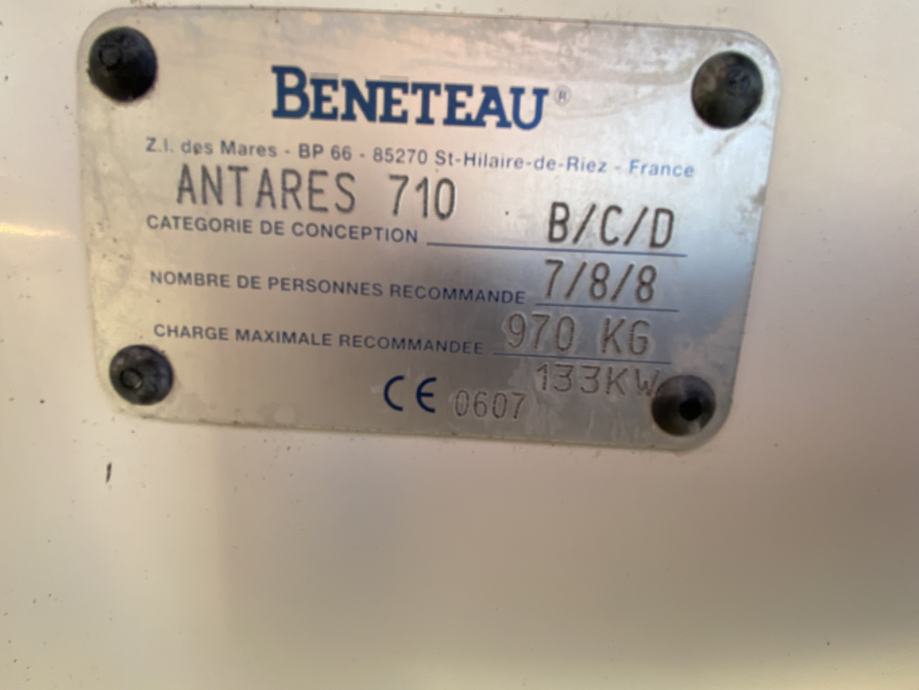 BENETEAU®
Z.I. des Mares - BP 66 - 85270 St-Hilaire-de-Riez - France
ANTARES 710
CATEGORIE DE CONCEPTION B/C/D
NOMBRE DE PERSONNES RECOMMANDE 7/8/8
CHARGE MAXIMALE RECOMMANDEE 970 KG
133KW
CE 0607